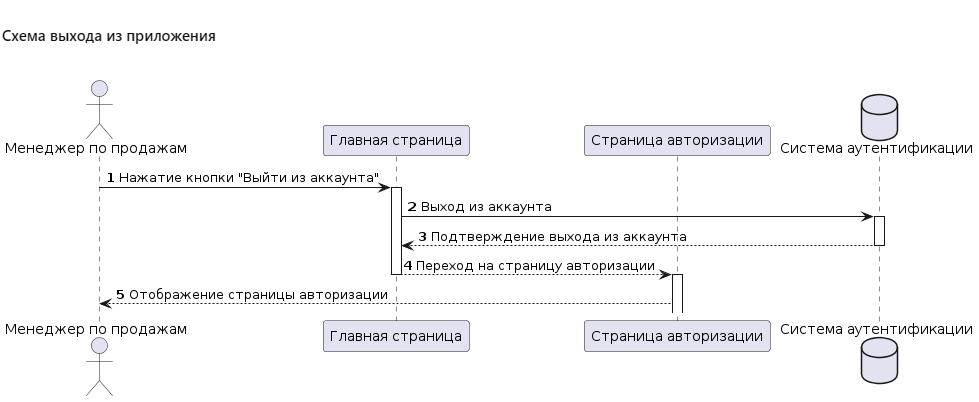 Схема выхода из приложения
Менеджер по продажам
Главная страница
Страница авторизации
Система аутентификации
1 Нажатие кнопки "Выйти из аккаунта"
2 Выход из аккаунта
3 Подтверждение выхода из аккаунта
4 Переход на страницу авторизации
5 Отображение страницы авторизации
Менеджер по продажам
Главная страница
Страница авторизации
Система аутентификации